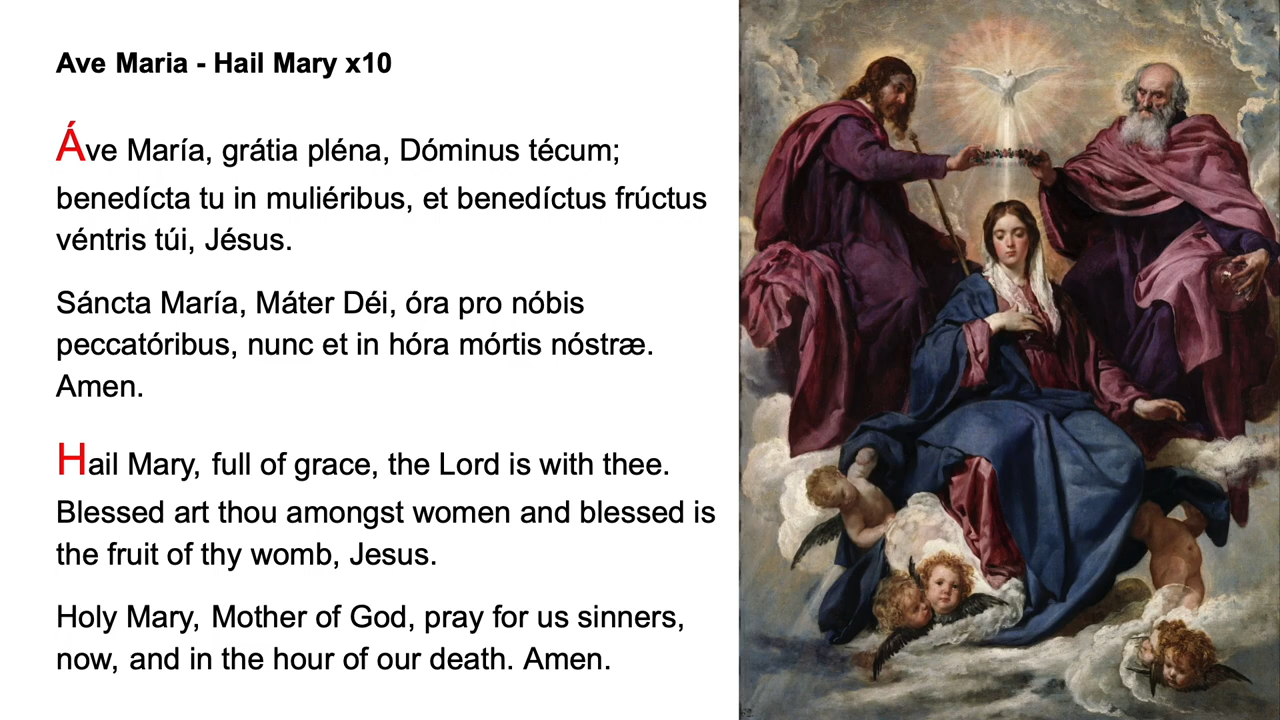 Ave Maria - Hail Mary x10
Áve María, grátia pléna, Dóminus técum;
benedícta tu in muliéribus, et benedíctus frúctus
véntris túi, Jésus.
Sáncta María, Máter Déi, óra pro nóbis
peccatóribus, nunc et in hóra mórtis nóstræ.
Amen.
Hail Mary, full of grace, the Lord is with thee.
Blessed art thou amongst women and blessed is
the fruit of thy womb, Jesus.
Holy Mary, Mother of God, pray for us sinners,
now, and in the hour of our death. Amen.